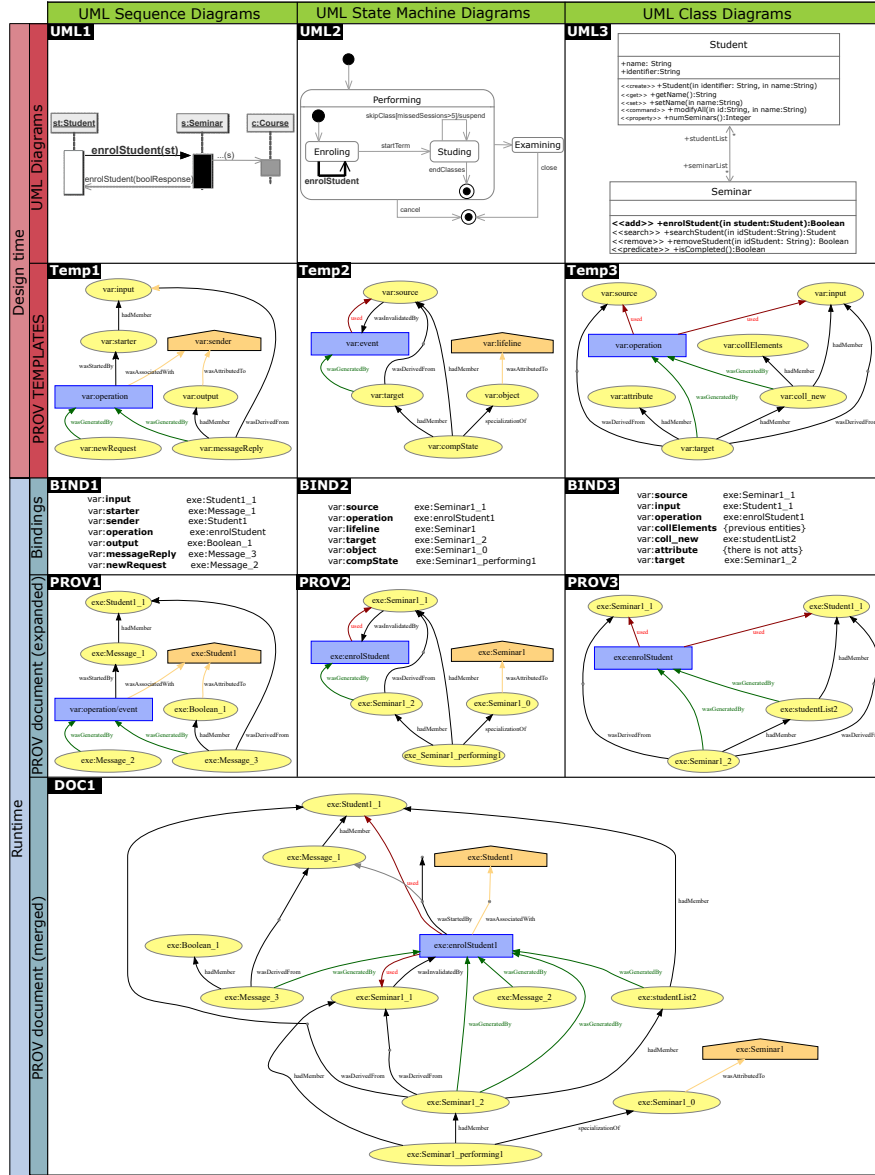 UML Sequence Diagrams
UML State Machine Diagrams
UML Class Diagrams
Design time
Runtime
UML Diagrams
PROV TEMPLATES
Bindings
PROV document (expanded)
PROV document (merged)
UML1
st:Student
s:Seminar
c:Course
enrolStudent(st)
...(s)
enrolStudent(boolResponse)
UML2
Performing
skipClass[missedSessions>5]/suspend
Enroling
startTerm
Studing
Examining
enrolStudent
endClasses
close
cancel
UML3
Student
+name: String
+identifier:String
<<create>> +Student(in identifier: String, in name:String)
<<get>> +getName():String
<<set>> +setName(in name:String)
<<command>> +modifyAll(in id:String, in name:String)
<<property>> +numSeminars():Integer
+studentList
*
+seminarList
*
Seminar
<<add>> +enrolStudent(in student:Student):Boolean
<<search>> +searchStudent(in idStudent:String):Student
<<remove>> +removeStudent(in idStudent: String): Boolean
<<predicate>> +isCompleted():Boolean
Temp1
var:input
hadMember
var:starter
var:sender
wasStartedBy
wasAssociatedWith
wasAttributedTo
var:operation
var:output
wasGeneratedBy
wasGeneratedBy
hadMember
wasDerivedFrom
var:newRequest
var:messageReply
Temp2
var:source
used
wasInvalidatedBy
var:event
var:lifeline
wasGeneratedBy
wasDerivedFrom
hadMember
wasAttributedTo
var:target
var:object
hadMember
specializationOf
var:compState
Temp3
var:source
var:input
used
used
var:operation
var:collElements
hadMember
wasGeneratedBy
wasGeneratedBy
hadMember
var:attribute
var:coll_new
wasDerivedFrom
hadMember
hadMember
wasDerivedFrom
var:target
BIND1
var:input exe:Student1_1
var:starter exe:Message_1
var:sender exe:Student1
var:operation exe:enrolStudent
var:output exe:Boolean_1
var:messageReply exe:Message_3
var:newRequest exe:Message_2
BIND2
var:source exe:Seminar1_1
var:operation exe:enrolStudent1
var:lifeline exe:Seminar1
var:target exe:Seminar1_2
var:object exe:Seminar1_0
var:compState exe:Seminar1_performing1
BIND3
var:source exe:Seminar1_1
var:input exe:Student1_1
var:operation exe:enrolStudent1
var:collElements {previous entities}
var:coll_new exe:studentList2
var:attribute {there is not atts}
var:target exe:Seminar1_2
PROV1
exe:Student1_1
hadMember
exe:Message_1
exe:Student1
wasStartedBy
wasAssociatedWith
wasAttributedTo
var:operation/event
exe:Boolean_1
wasGeneratedBy
wasGeneratedBy
hadMember
wasDerivedFrom
exe:Message_2
exe:Message_3
PROV2
exe:Seminar1_1
used
wasInvalidatedBy
exe:enrolStudent
exe:Seminar1
wasGeneratedBy
wasDerivedFrom
hadMember
wasAttributedTo
exe:Seminar1_2
exe:Seminar1_0
hadMember
specializationOf
exe_Seminar1_performing1
PROV3
exe:Seminar1_1
exe:Student1_1
used
used
exe:enrolStudent
hadMember
wasGeneratedBy
wasGeneratedBy
exe:studentList2
wasDerivedFrom
hadMember
wasDerivedFrom
exe:Seminar1_2
DOC1
exe:Student1_1
hadMember
exe:Message_1
exe:Student1
used
wasStartedBy
wasAssociatedWith
hadMember
exe:Boolean_1
exe:enrolStudent1
hadMember
wasDerivedFrom
wasGeneratedBy
used
wasInvalidatedBy
wasGeneratedBy
wasGeneratedBy
exe:Message_3
exe:Seminar1_1
exe:Message_2
exe:studentList2
wasGeneratedBy
wasGeneratedBy
exe:Seminar1
hadMember
wasDerivedFrom
wasDerivedFrom
hadMember
wasAttributedTo
exe:Seminar1_2
exe:Seminar1_0
hadMember
specializationOf
exe:Seminar1_performing1